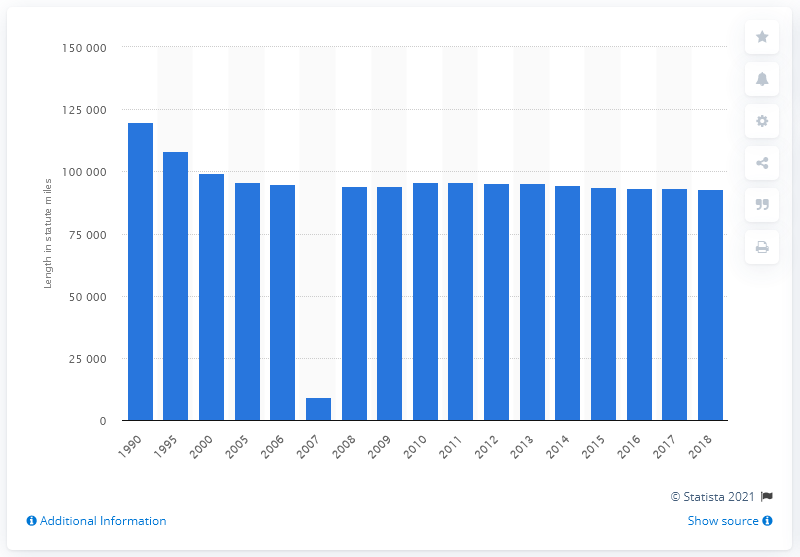 150 000
125 000
100 000
75 000
50 000
25 000
0
Length in statute miles
1990 1995 2000 2005 2006 2007 2008 2009 2010 2011 2012 2013 2014 2015 2016 2017 2018
© Statista 2021
Additional Information
Show source